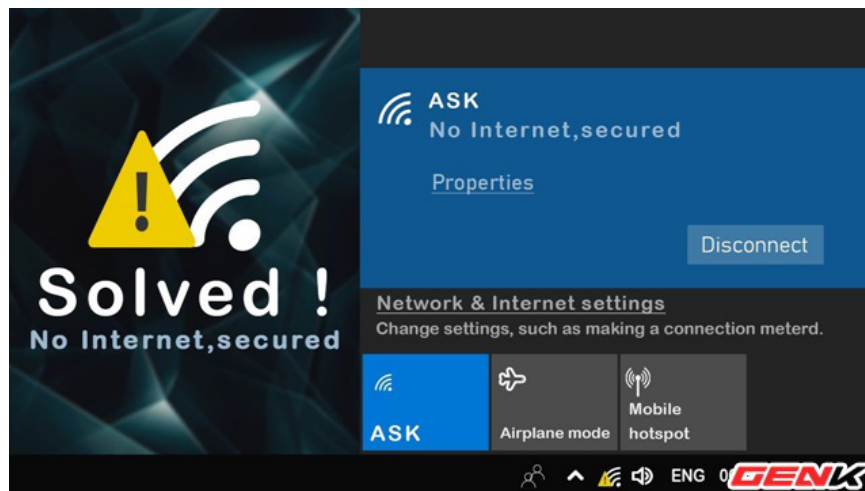 Solved !
No Internet,secured
ASK
No Internet,secured
Properties
Disconnect
Network & Internet settings
Change settings, such as making a connection meterd.
ASK
Airplane mode
Mobile
hotspot
ENG
GENK